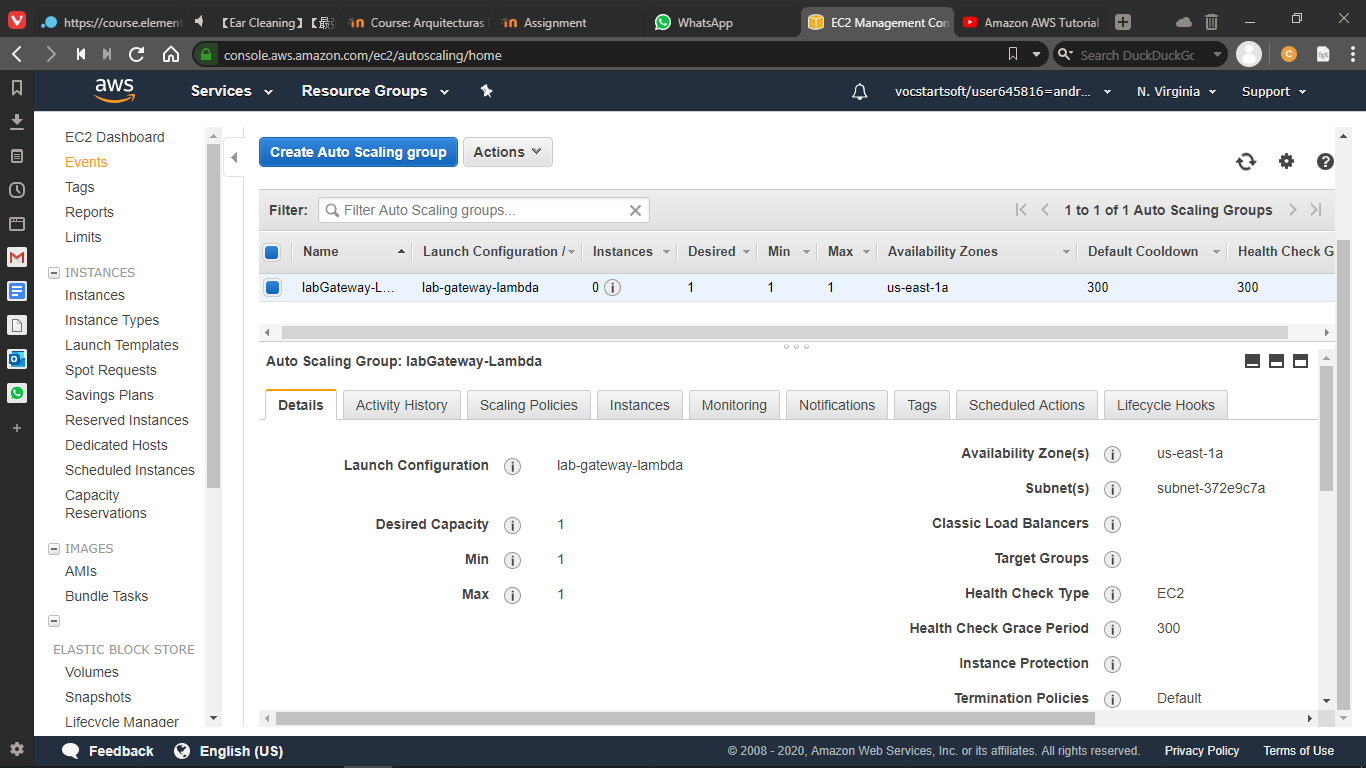 https://course.element
【Ear Cleaning】【最
Course: Arquitecturas
Assignment
WhatsApp
EC2 Management Con
Amazon AWS Tutorial
console.aws.amazon.com/ec2/autoscaling/home
Search DuckDuckGo
aws
Services
Resource Groups
vocstartsoft/user645816=andr...
N. Virginia
Support
EC2 Dashboard
Events
Tags
Reports
Limits
INSTANCES
Instances
Instance Types
Launch Templates
Spot Requests
Savings Plans
Reserved Instances
Dedicated Hosts
Scheduled Instances
Capacity
Reservations
IMAGES
AMIs
Bundle Tasks
ELASTIC BLOCK STORE
Volumes
Snapshots
Lifecycle Manager
Create Auto Scaling group
Actions
Filter:
Filter Auto Scaling groups...
1 to 1 of 1 Auto Scaling Groups
Name Launch Configuration / Instances Desired Min Max Availability Zones Default Cooldown Health Check G
labGateway-L... lab-gateway-lambda 0 1 1 1 us-east-1a 300 300
Auto Scaling Group: labGateway-Lambda
Details Activity History Scaling Policies Instances Monitoring Notifications Tags Scheduled Actions Lifecycle Hooks
Launch Configuration lab-gateway-lambda
Desired Capacity 1
Min 1
Max 1
Availability Zone(s) us-east-1a
Subnet(s) subnet-372e9c7a
Classic Load Balancers
Target Groups
Health Check Type EC2
Health Check Grace Period 300
Instance Protection
Termination Policies Default
Feedback
English (US)
© 2008 - 2020, Amazon Web Services, Inc. or its affiliates. All rights reserved.
Privacy Policy
Terms of Use